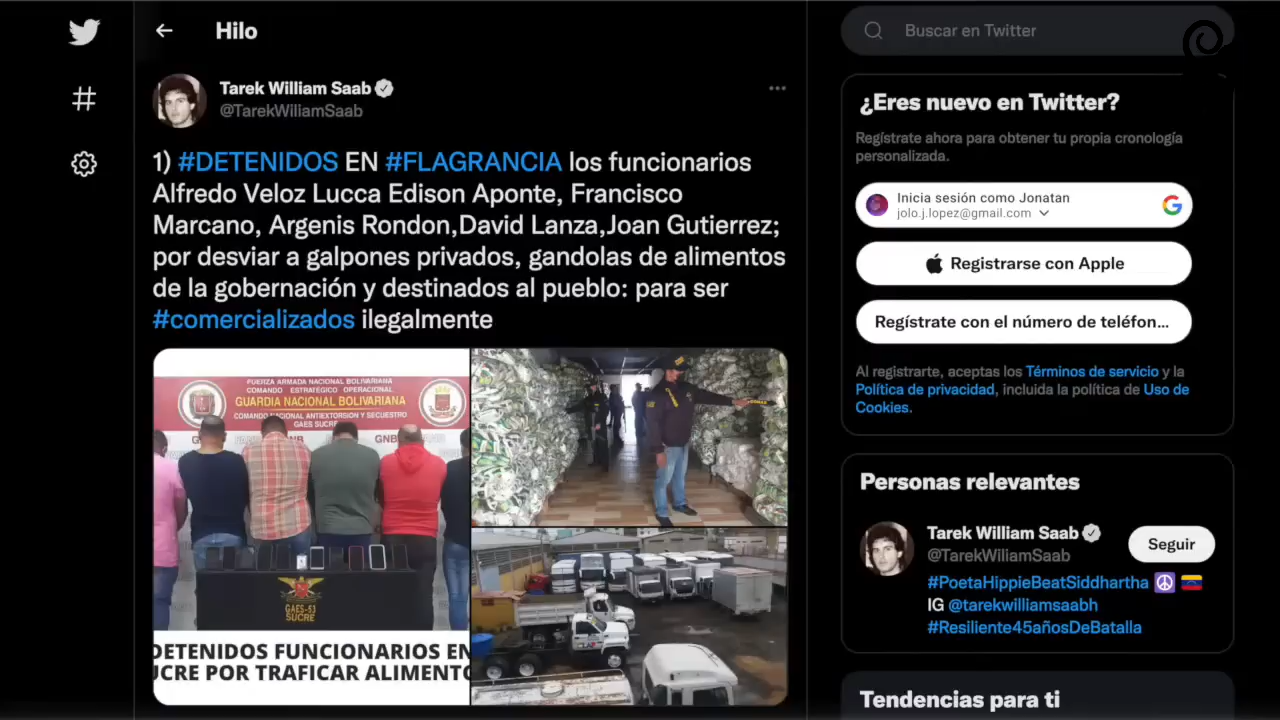 Hilo
Tarek William Saab
@TarekWiliamSaab
1) #DETENIDOS EN #FLAGRANCIA los funcionarios
Alfredo Veloz Lucca Edison Aponte, Francisco
Marcano, Argenis Rondon,David Lanza,Joan Gutierrez;
por desviar a galpones privados, gandolas de alimentos
de la gobernación y destinados al pueblo: para ser
#comercializados ilegalmente
FUERZA ARMADA NACIONAL BOLIVARIANA
COMANDO ESTRATÉGICO OPERACIONAL
GUARDIA NACIONAL BOLIVARIANA
COMANDO NACIONAL ANTIEXTORSION Y SECUESTRO
GAES SUCRE
GNB
GAES-53
SUCRE
DETENIDOS FUNCIONARIOS EN
UCRE POR TRAFICAR ALIMENTO
Buscar en Twitter
¿Eres nuevo en Twitter?
Regístrate ahora para obtener tu propia cronología
personalizada.
Inicia sesión como Jonatan
jolo.j.lopez@gmail.com
Registrarse con Apple
Regístrate con el número de teléfon...
Al registrarte, aceptas los Términos de servicio y la
Política de privacidad, incluida la política de Uso de
Cookies.
Personas relevantes
Tarek William Saab
@TarekWiliamSaab
Seguir
#PoetaHippieBeatSiddhartha
IG @tarekwilliamsaabh
#Resiliente45añosDeBatalla
Tendencias para ti